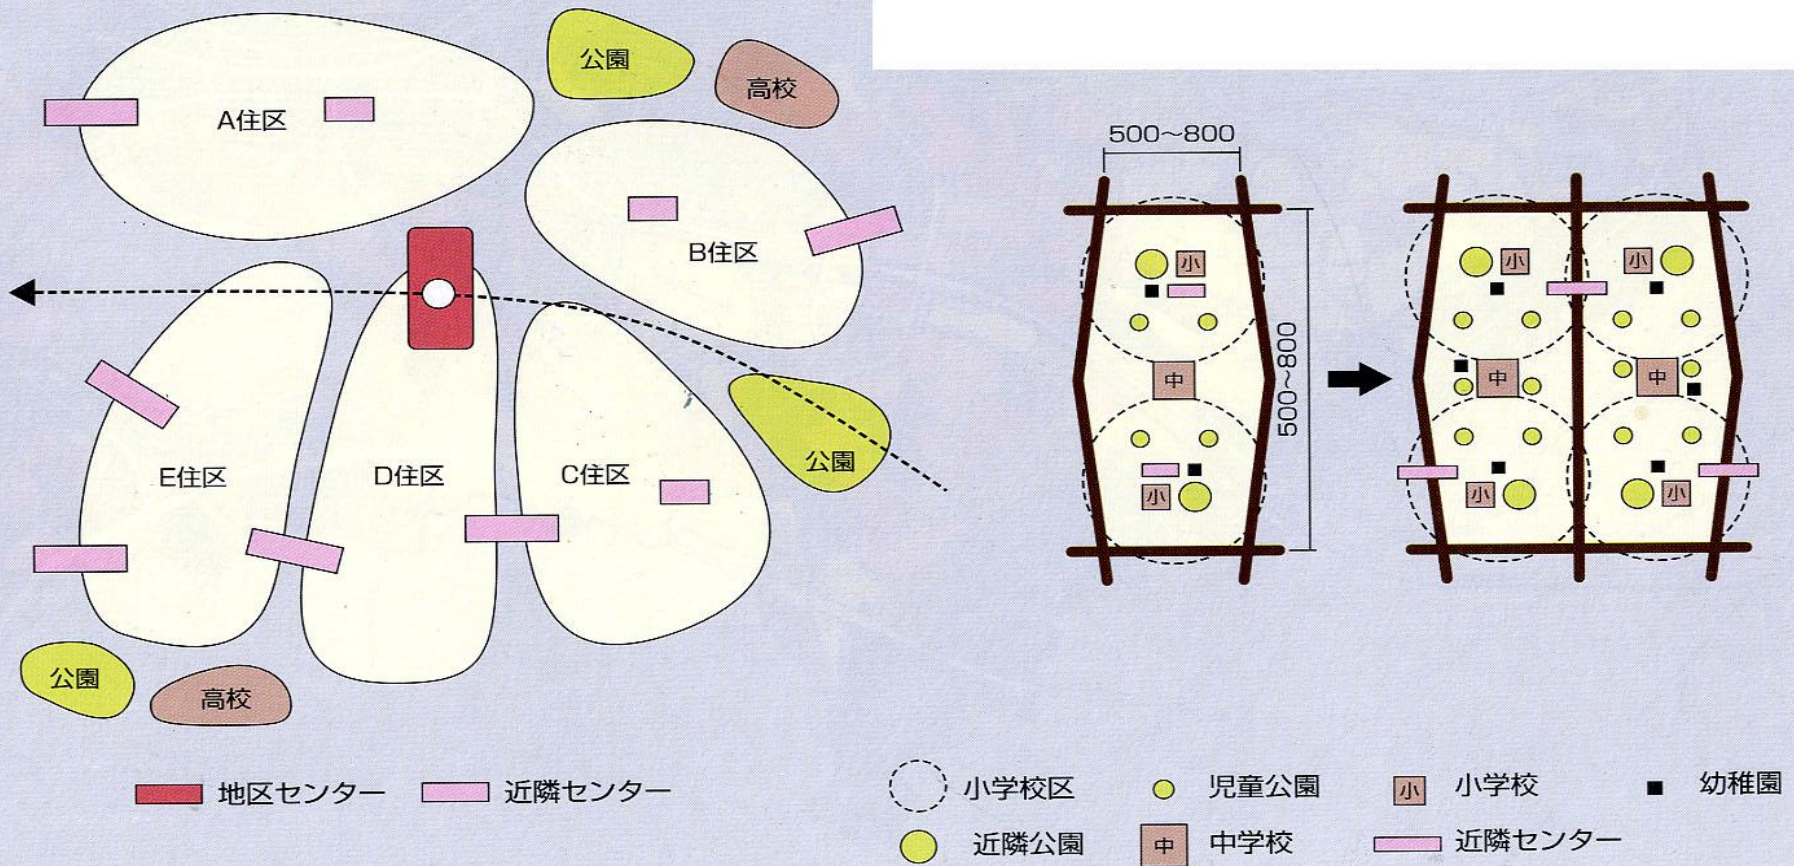 公園
高校
A住区
B住区
E住区
D住区
C住区
公園
公園
高校
地区センター
近隣センター
500〜800
小
中
小
500〜800
小
小
中
中
小
小
小学校区
児童公園
小
小学校
幼稚園
近隣公園
中
中学校
近隣センター